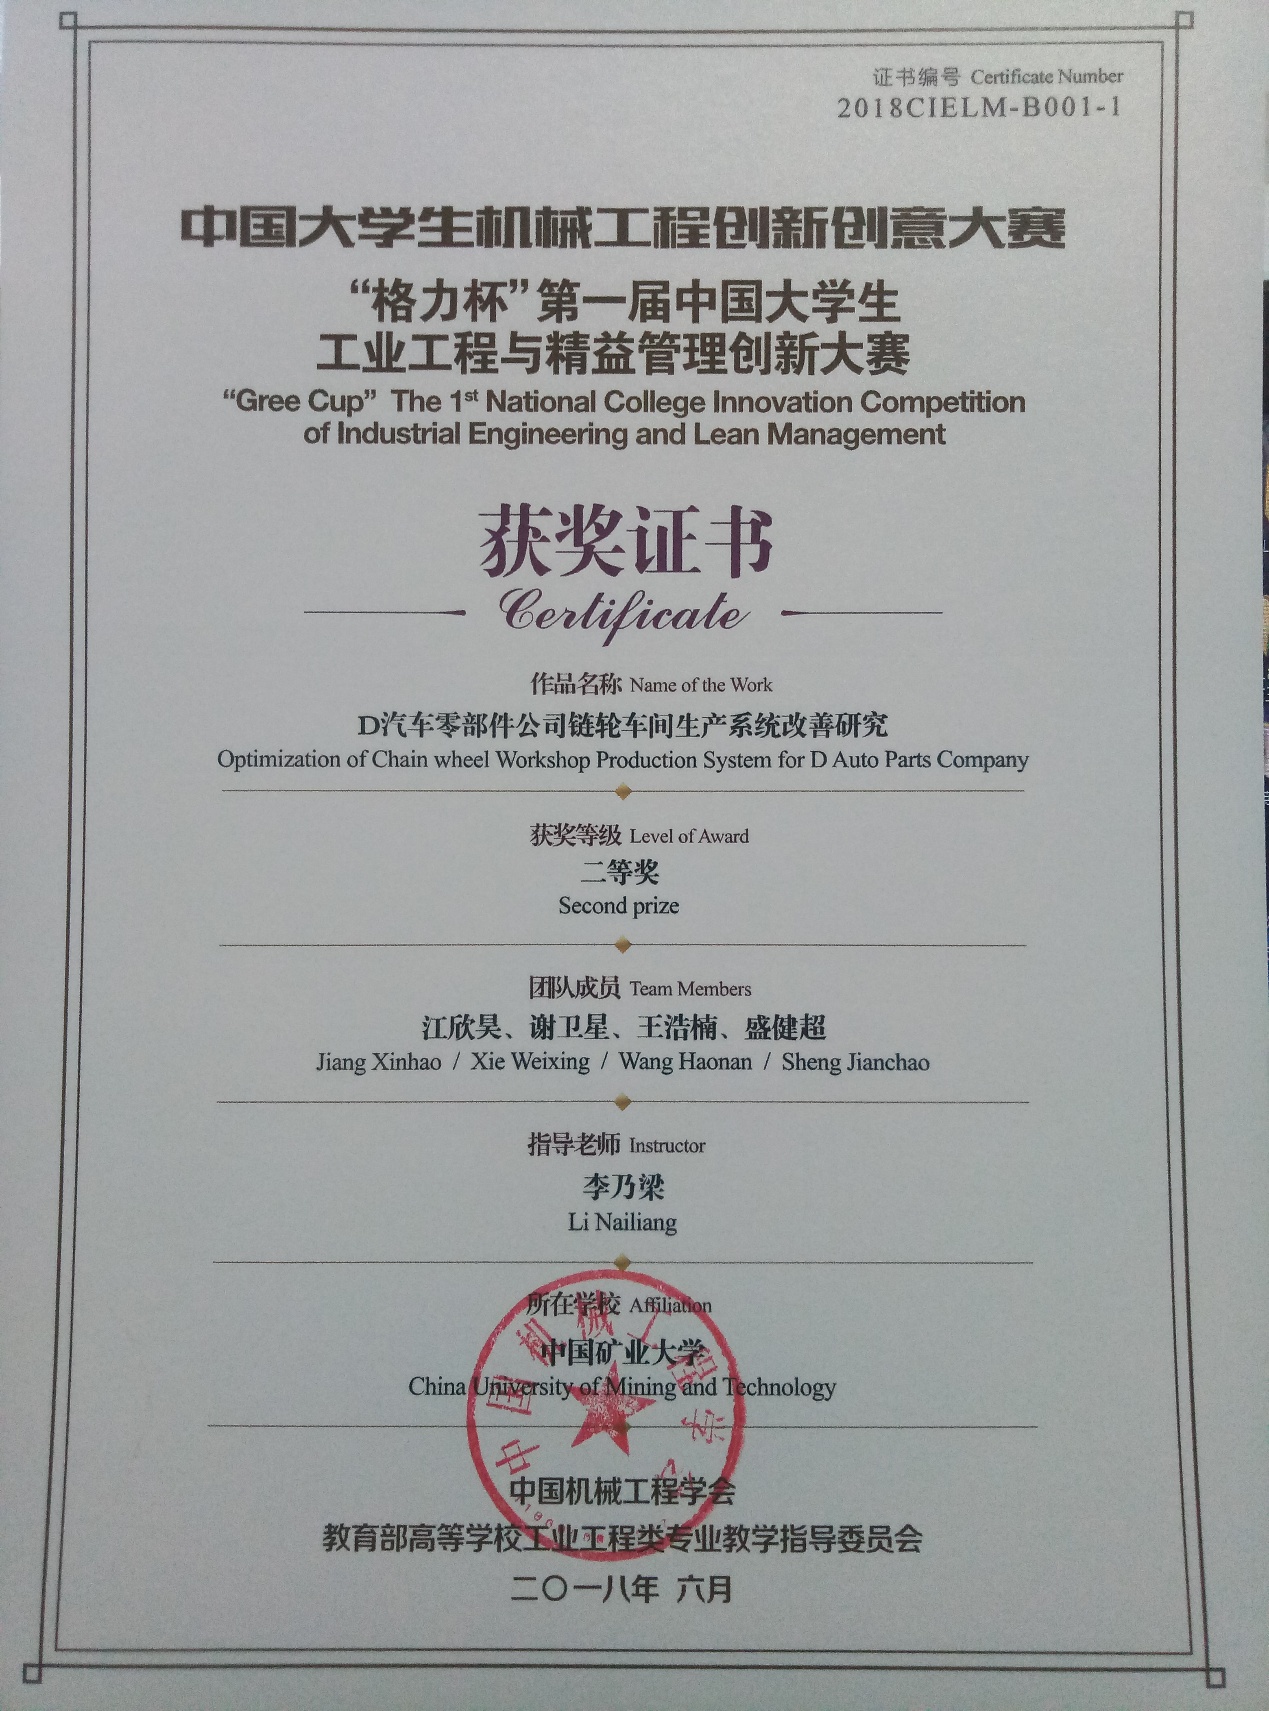 证书编号 Certificate Number
2018CIELM-B001-1
中国大学生机械工程创新创意大赛
“格力杯”第一届中国大学生
工业工程与精益管理创新大赛
“Gree Cup” The 1st National College Innovation Competition
of Industrial Engineering and Lean Management
获奖证书
Certificate
作品名称 Name of the Work
D汽车零部件公司链轮车间生产系统改善研究
Optimization of Chain wheel Workshop Production System for D Auto Parts Company
获奖等级 Level of Award
二等奖
Second prize
团队成员 Team Members
江欣昊、谢卫星、王浩楠、盛健超
Jiang Xinhao / Xie Weixing / Wang Haonan / Sheng Jianchao
指导老师 Instructor
李乃梁
Li Nailiang
所在学校 Affiliation
中国矿业大学
China University of Mining and Technology
中国机械工程学会
中国机械工程学会
教育部高等学校工业工程类专业教学指导委员会
二〇一八年 六月